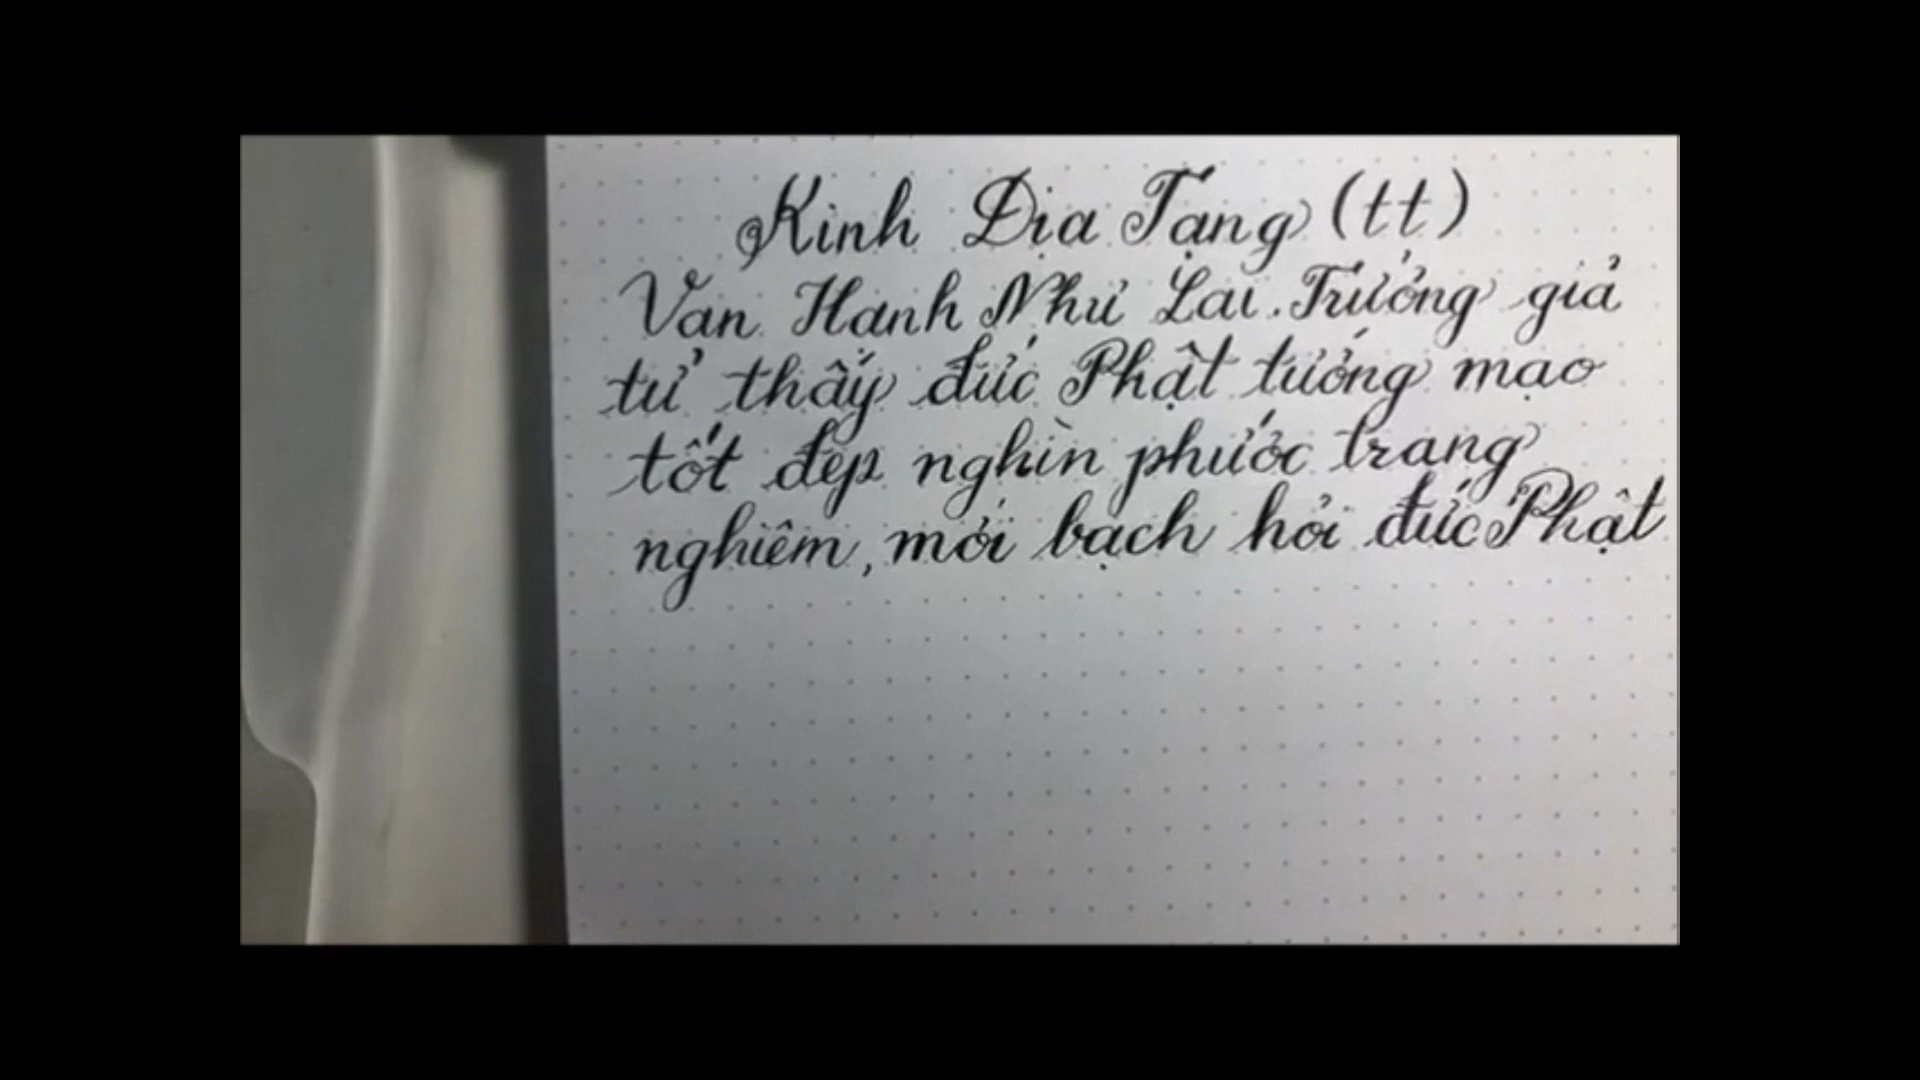 Kinh Địa Tạng (tt)
Vạn Hạnh Như Lai. Trưởng giả
tử thấy đức Phật tướng mạo
tốt đẹp nghìn phước trang
nghiêm, mới bạch hỏi đức Phật